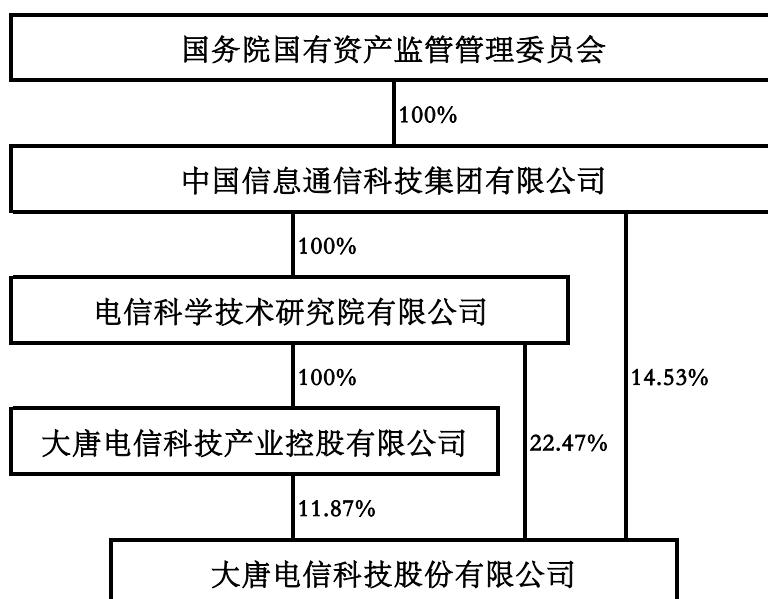 国务院国有资产监督管理委员会
100%
中国信息通信科技集团有限公司
100%
电信科学技术研究院有限公司
100%
14.53%
大唐电信科技产业控股有限公司
22.47%
11.87%
大唐电信科技股份有限公司